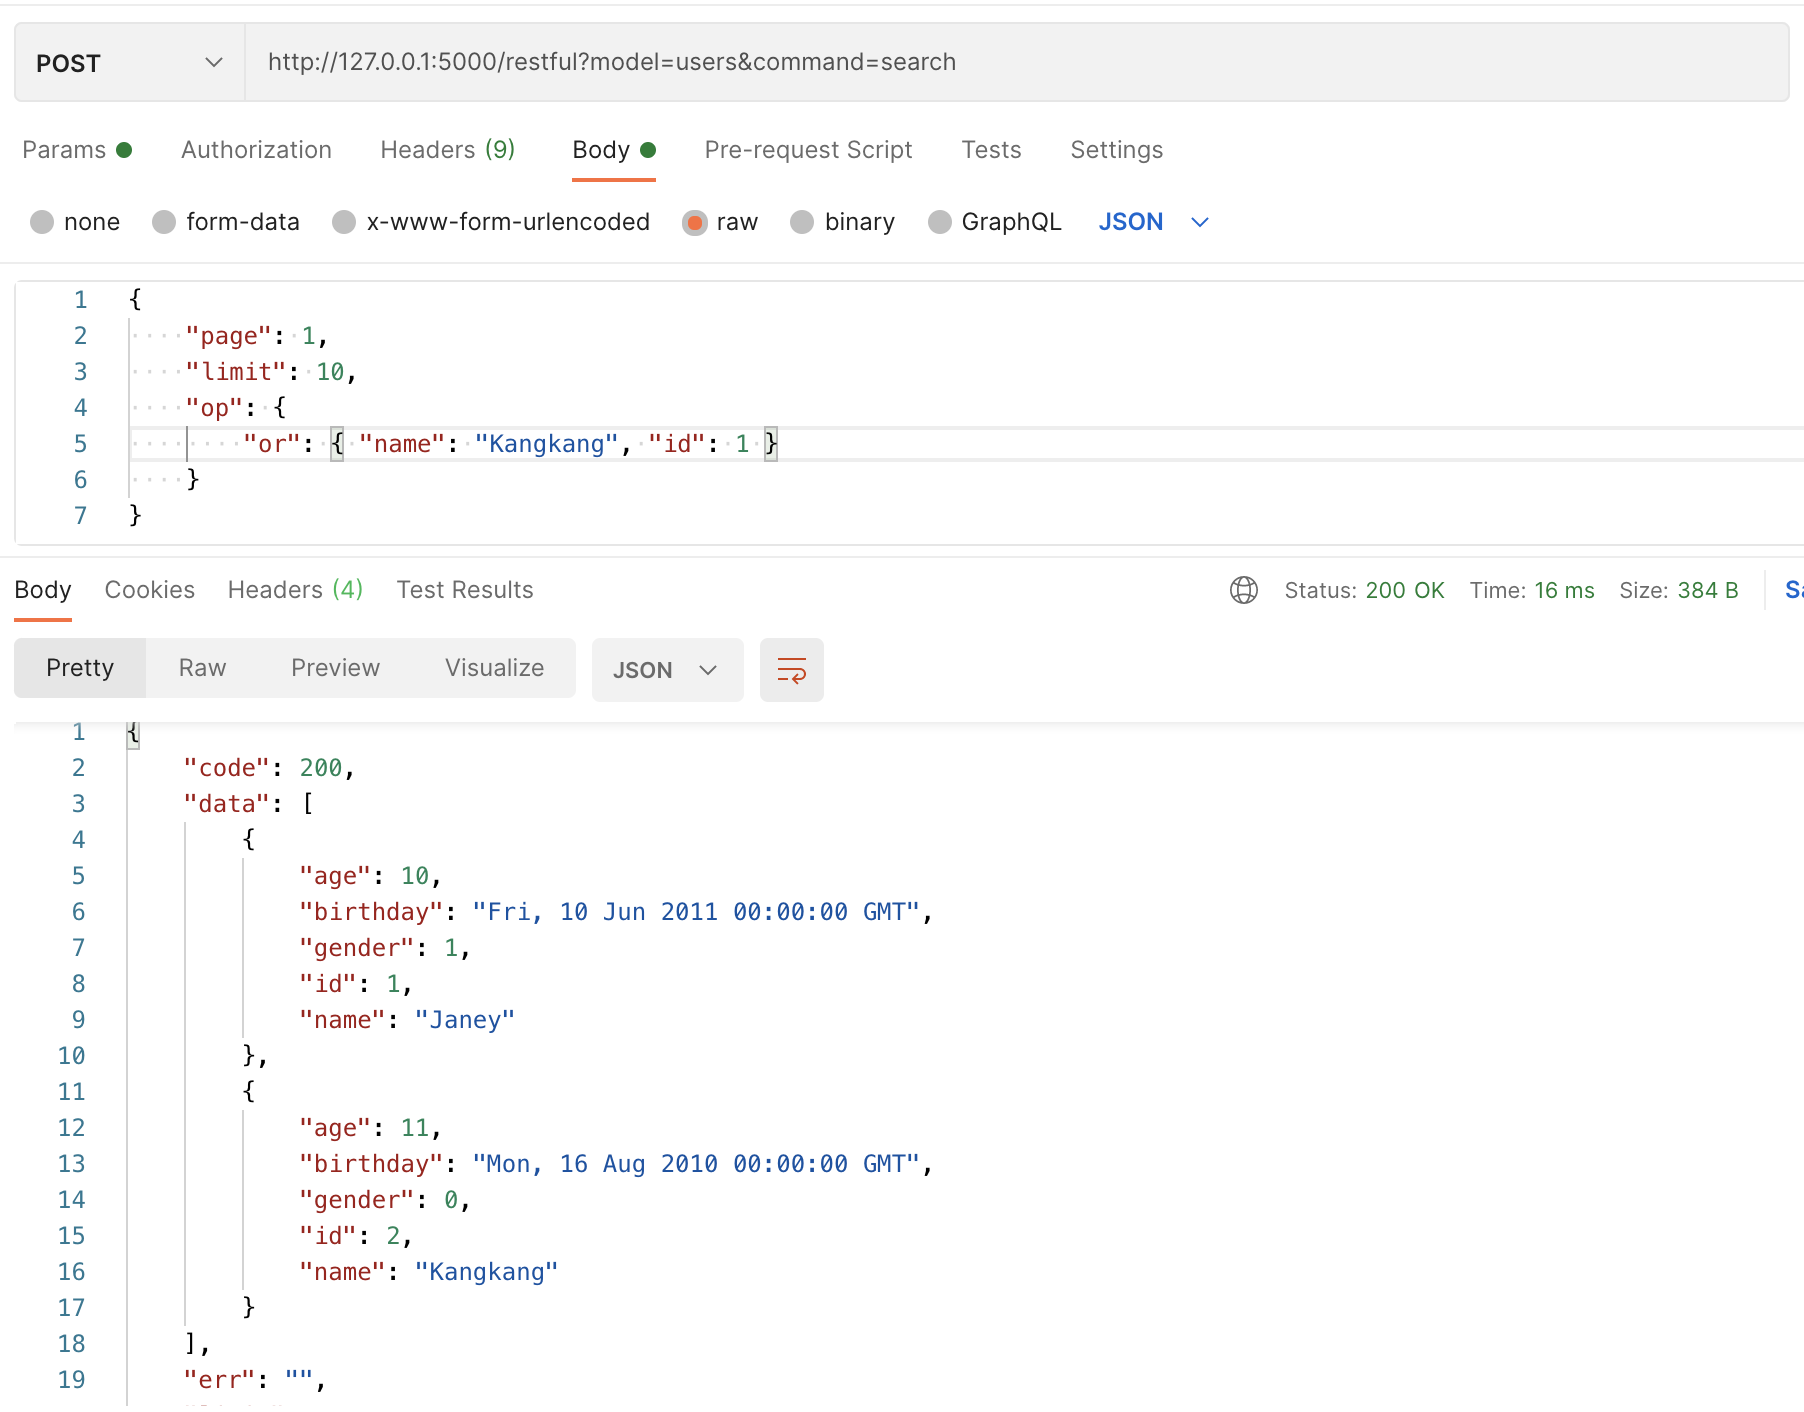 POST http://127.0.0.1:5000/restful?model=users&command=search
Params Authorization Headers (9) Body Pre-request Script Tests Settings
none form-data x-www-form-urlencoded raw binary GraphQL JSON
1 {
2 "page": 1,
3 "limit": 10,
4 "op": {
5 "or": { "name": "Kangkang", "id": 1 }
6 }
7 }
Body Cookies Headers (4) Test Results Status: 200 OK Time: 16 ms Size: 384 B
Pretty Raw Preview Visualize JSON
1 {
2 "code": 200,
3 "data": [
4 {
5 "age": 10,
6 "birthday": "Fri, 10 Jun 2011 00:00:00 GMT",
7 "gender": 1,
8 "id": 1,
9 "name": "Janey"
10 },
11 {
12 "age": 11,
13 "birthday": "Mon, 16 Aug 2010 00:00:00 GMT",
14 "gender": 0,
15 "id": 2,
16 "name": "Kangkang"
17 }
18 ],
19 "err": "",